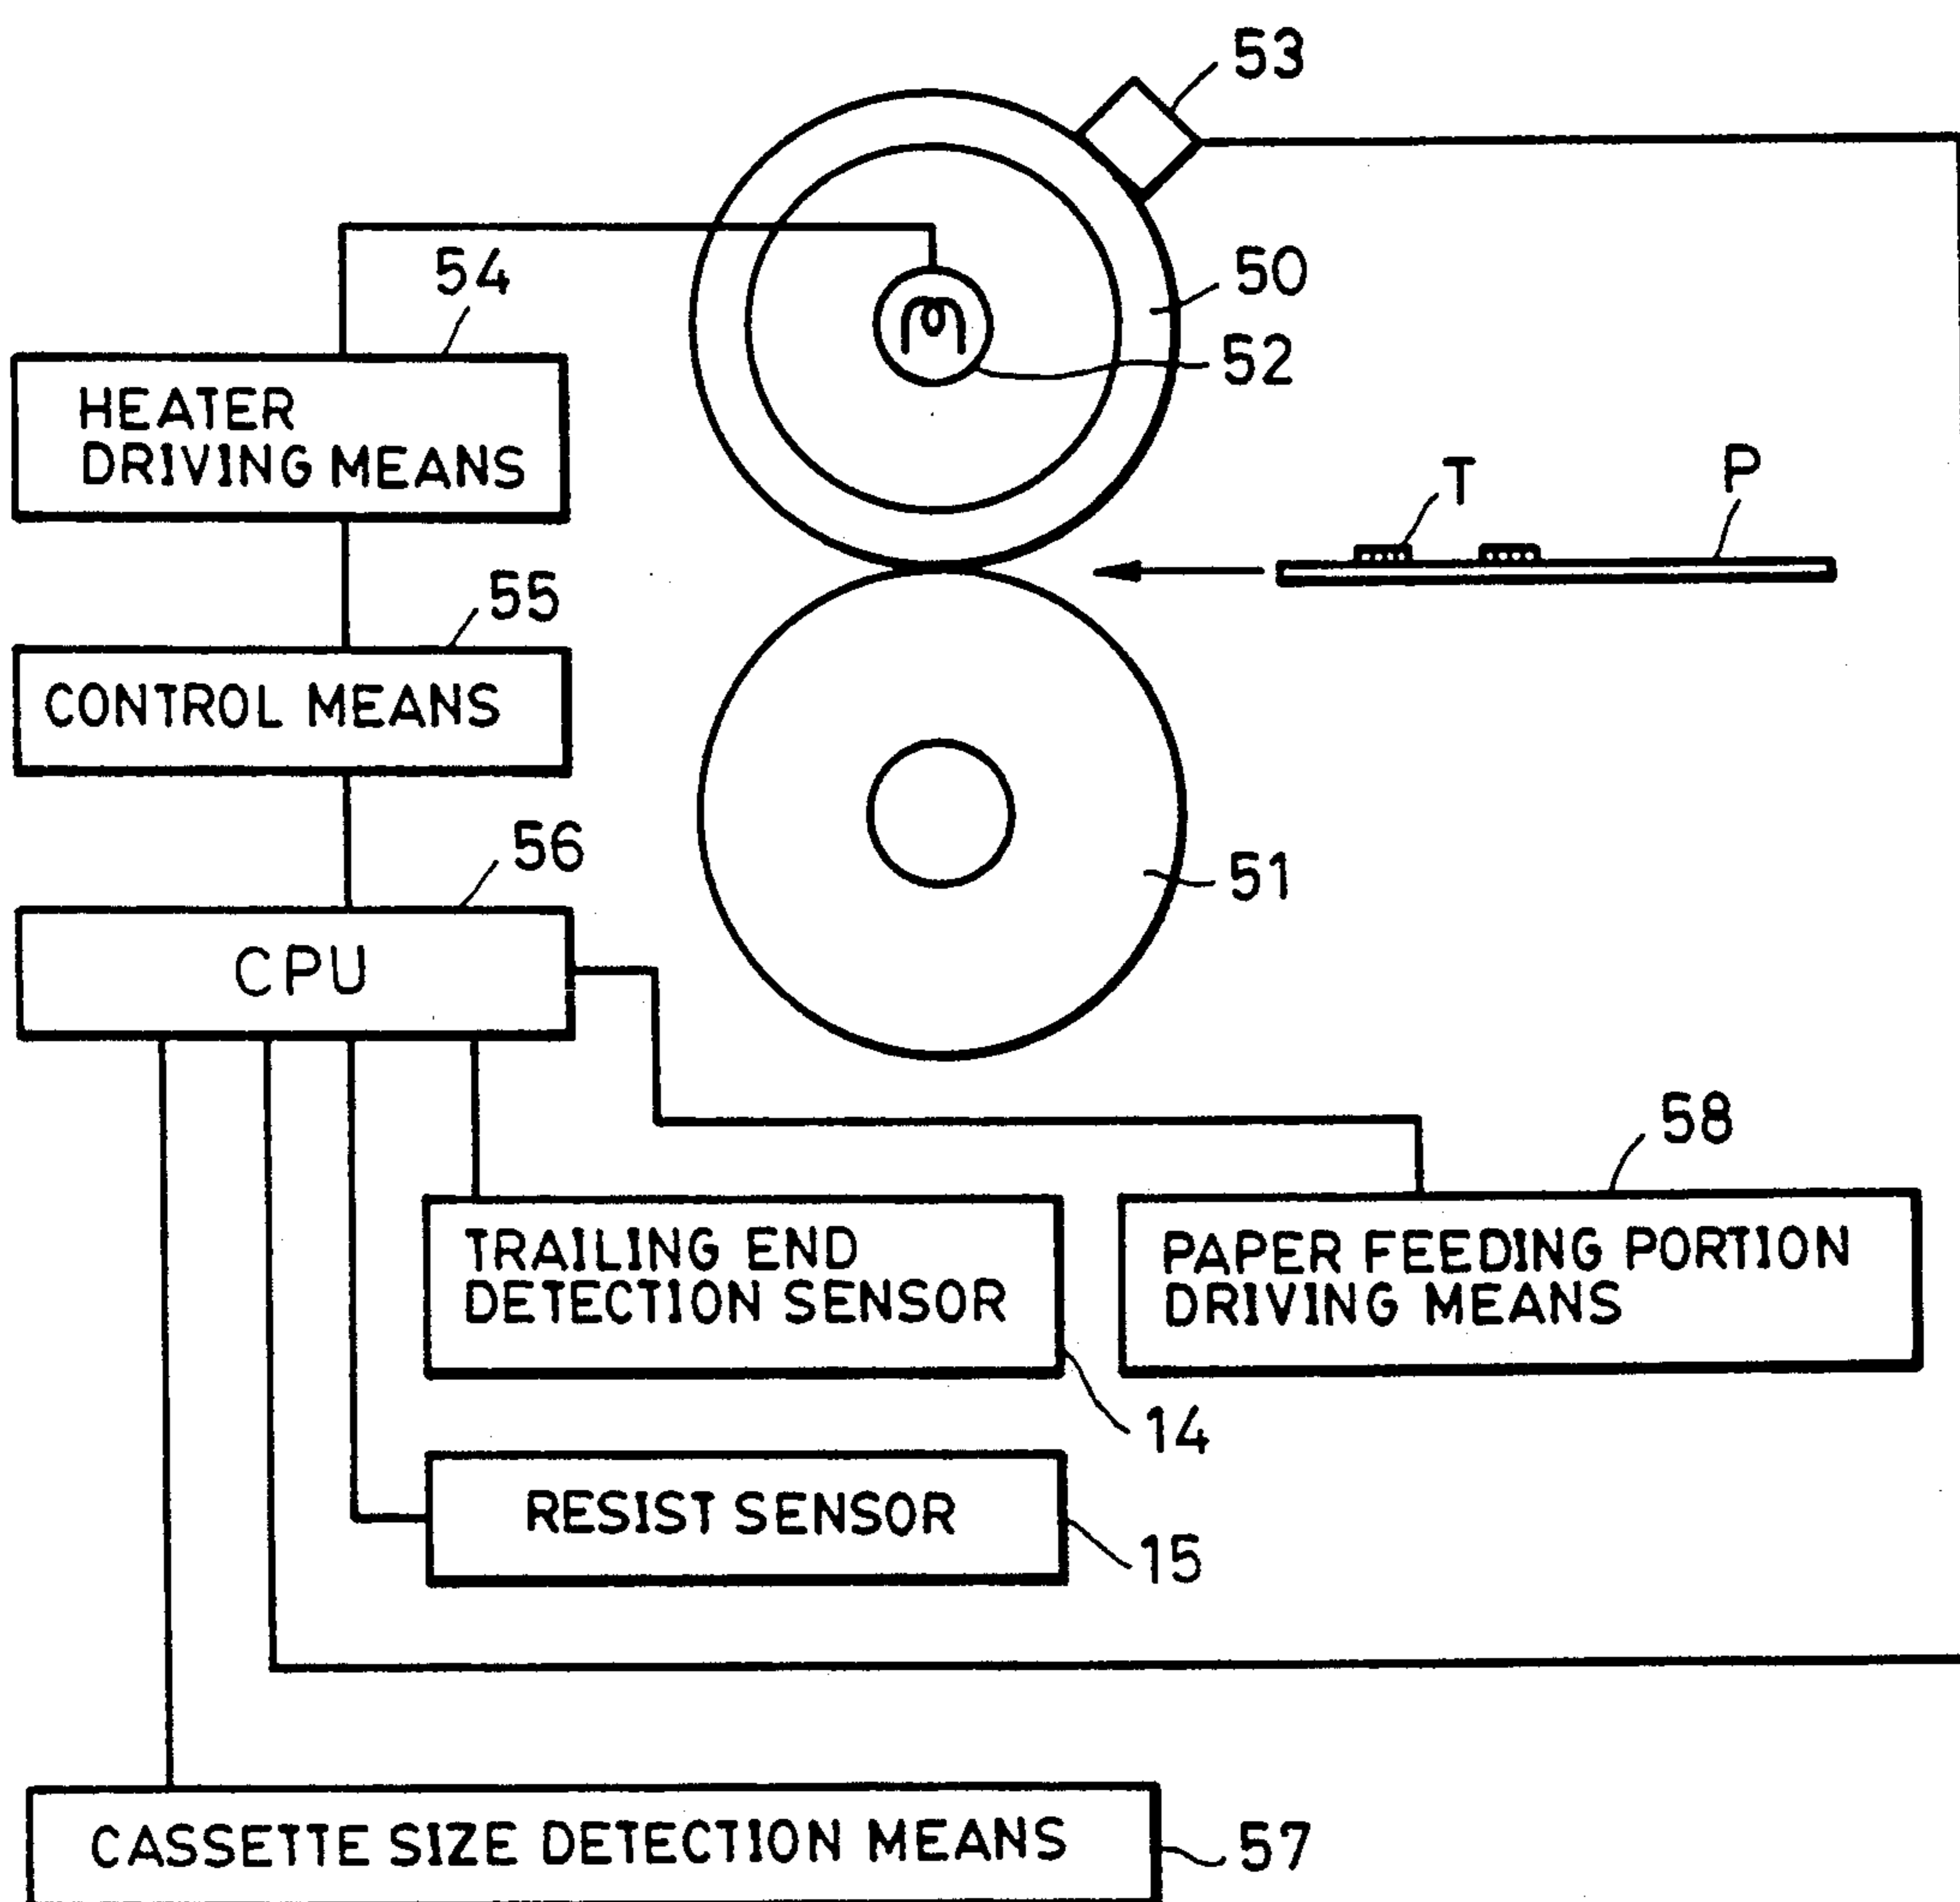 53
54
50
52
HEATER
DRIVING MEANS
T
P
55
CONTROL MEANS
56
51
CPU
58
TRAILING END
DETECTION SENSOR
PAPER FEEDING PORTION
DRIVING MEANS
14
RESIST SENSOR
15
CASSETTE SIZE DETECTION MEANS
57